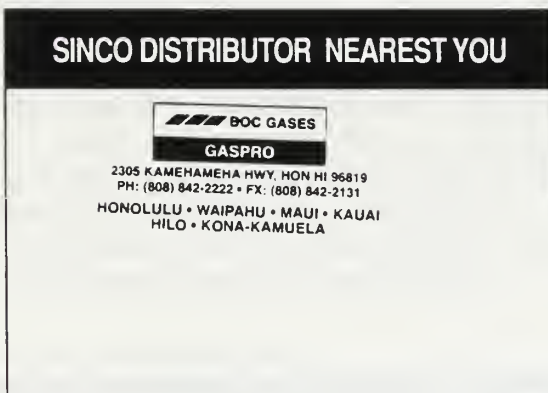 SINCO DISTRIBUTOR NEAREST YOU
BOC GASES
GASPRO
2305 KAMEHAMEHA HWY, HON HI 96819
PH: (808) 842-2222 • FX: (808) 842-2131
HONOLULU • WAIPAHU • MAUI • KAUAI
HILO • KONA-KAMUELA